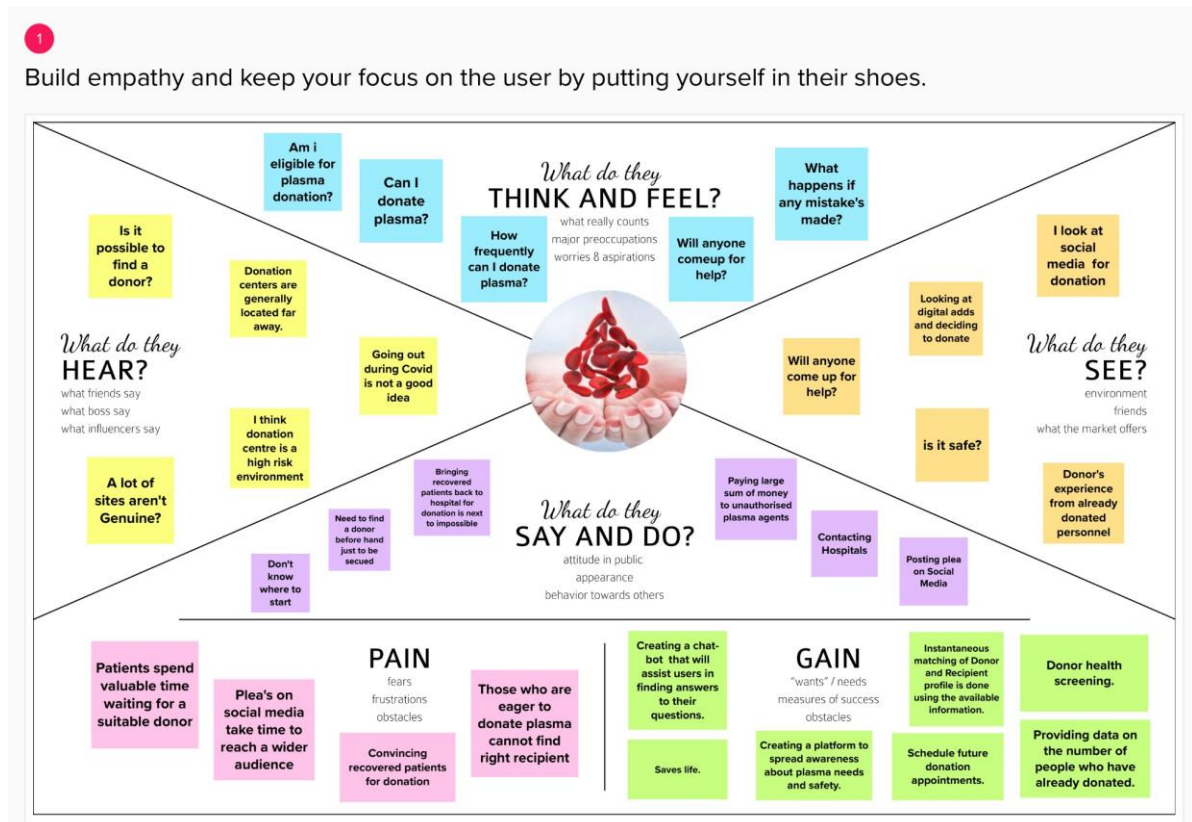 1
Build empathy and keep your focus on the user by putting yourself in their shoes.
Am i
eligible for
plasma
donation?
Can I
donate
plasma?
How
frequently
can I donate
plasma?
What do they
THINK AND FEEL?
what really counts
major preoccupations
worries & aspirations
Will anyone
comeup for
help?
What
happens if
any mistake's
made?
Is it
possible to
find a
donor?
Donation
centers are
generally
located far
away.
Going out
during Covid
is not a good
idea
What do they
HEAR?
what friends say
what boss say
what influencers say
I think
donation
centre is a
high risk
environment
A lot of
sites aren't
Genuine?
I look at
social
media for
donation
Looking at
digital adds
and deciding
to donate
Will anyone
come up for
help?
What do they
SEE?
environment
friends
what the market offers
is it safe?
Donor's
experience
from already
donated
personnel
Bringing
recovered
patients back to
hospital for
donation is next
to impossible
Need to find
a donor
before hand
just to be
secued
Don't
know
where to
start
What do they
SAY AND DO?
attitude in public
appearance
behavior towards others
Paying large
sum of money
to unauthorised
plasma agents
Contacting
Hospitals
Posting plea
on Social
Media
Patients spend
valuable time
waiting for a
suitable donor
Plea's on
social media
take time to
reach a wider
audience
PAIN
fears
frustrations
obstacles
Convincing
recovered patients
for donation
Those who are
eager to
donate plasma
cannot find
right recipient
Creating a chat-
bot that will
assist users in
finding answers
to their
questions.
Saves life.
GAIN
"wants" / needs
measures of success
obstacles
Creating a platform to
spread awareness
about plasma needs
and safety.
Instantaneous
matching of Donor
and Recipient
profile is done
using the available
information.
Schedule future
donation
appointments.
Donor health
screening.
Providing data on
the number of
people who have
already donated.